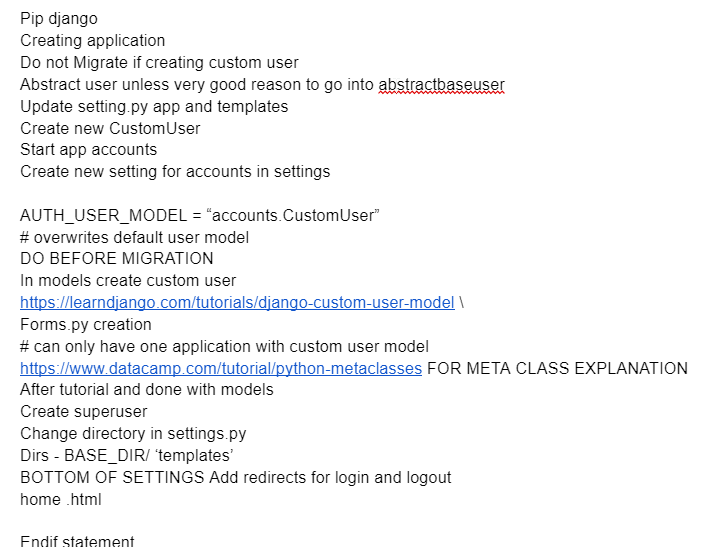 Pip django
Creating application
Do not Migrate if creating custom user
Abstract user unless very good reason to go into abstractbaseuser
Update setting.py app and templates
Create new CustomUser
Start app accounts
Create new setting for accounts in settings
AUTH_USER_MODEL = “accounts.CustomUser”
# overwrites default user model
DO BEFORE MIGRATION
In models create custom user
https://learndjango.com/tutorials/django-custom-user-model \
Forms.py creation
# can only have one application with custom user model
https://www.datacamp.com/tutorial/python-metaclasses FOR META CLASS EXPLANATION
After tutorial and done with models
Create superuser
Change directory in settings.py
Dirs - BASE_DIR/ ‘templates’
BOTTOM OF SETTINGS Add redirects for login and logout
home .html
Endif statement